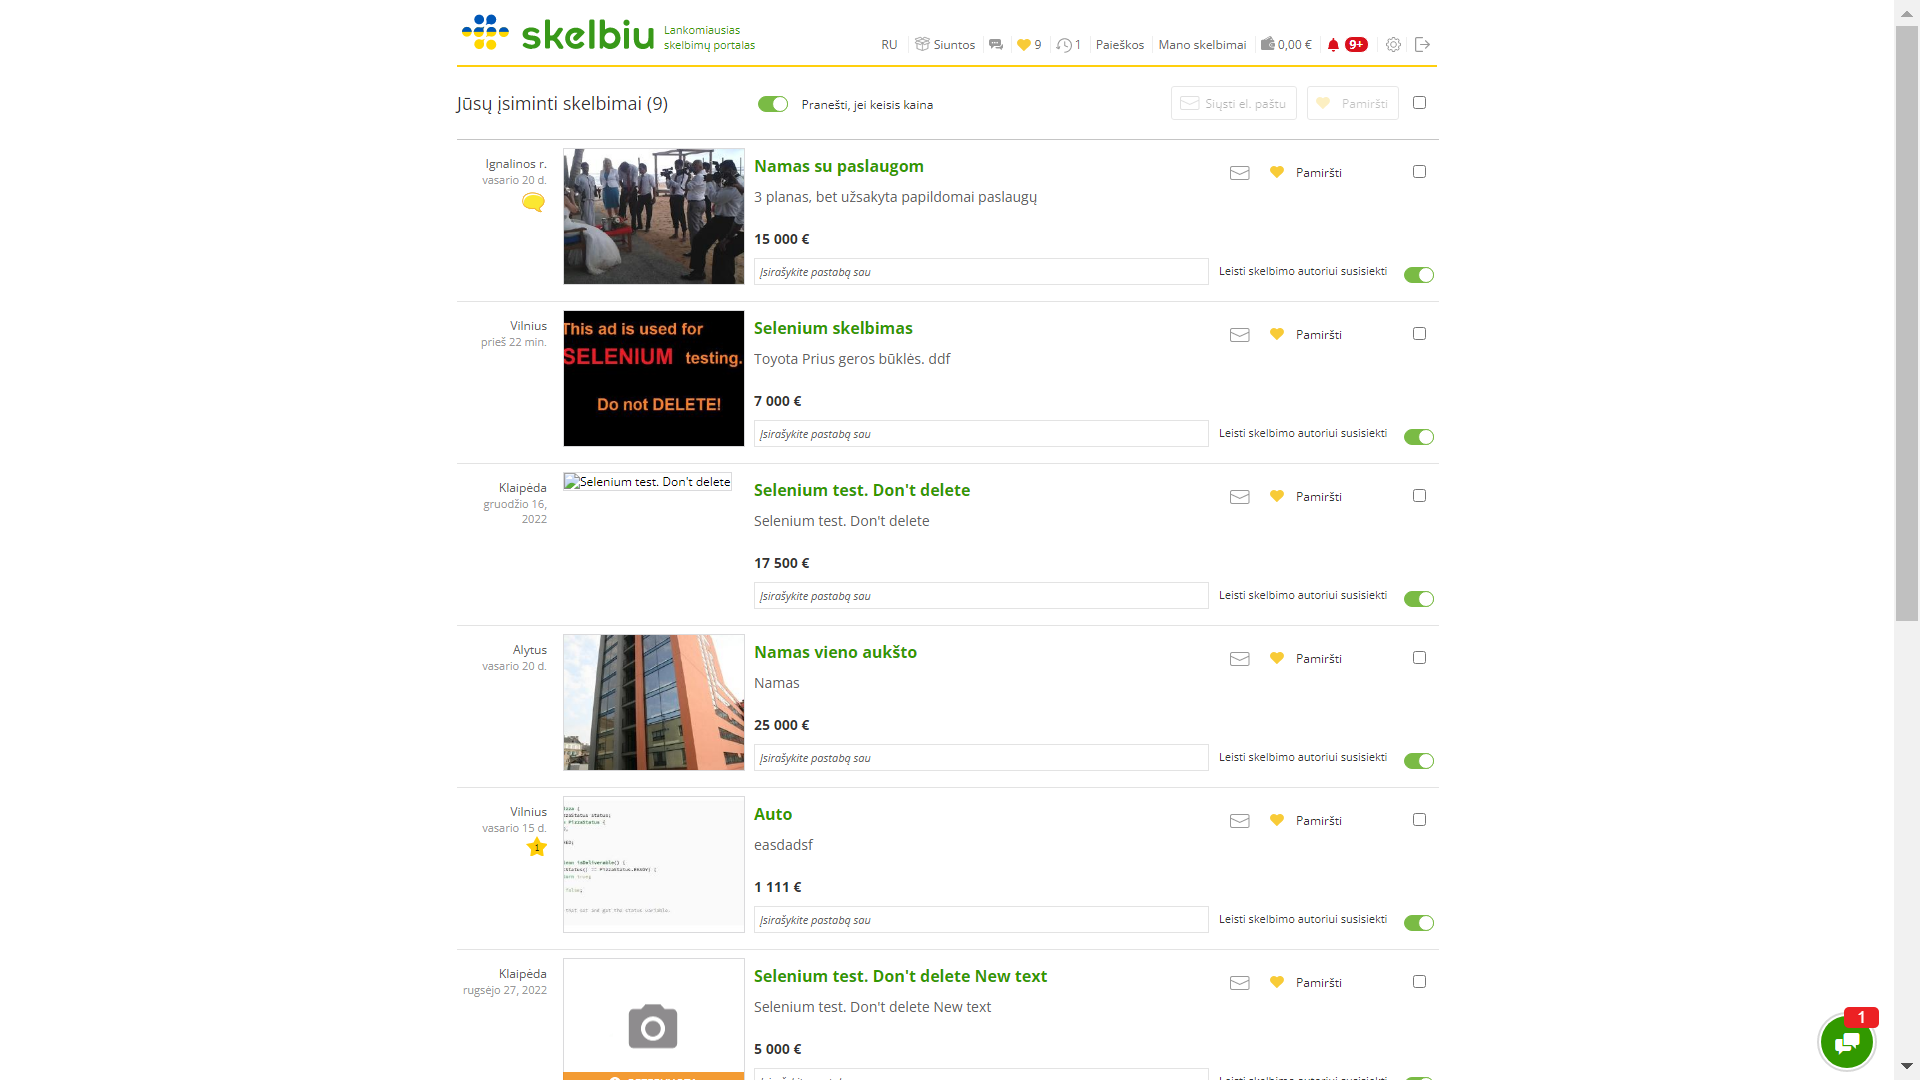 skelbiu
Lankomiausias
skelbimų portalas
RU
Siuntos
9
1
Paieškos
Mano skelbimai
0,00 €
9+
Jūsų įsiminti skelbimai (9)
Pranešti, jei keisis kaina
Siųsti el. paštu
Pamiršti
Ignalinos r.
vasario 20 d.
Namas su paslaugom
3 planas, bet užsakyta papildomai paslaugų
15 000 €
Įsirašykite pastabą sau
Pamiršti
Leisti skelbimo autoriui susisiekti
Vilnius
prieš 22 min.
This ad is used for
SELENIUM testing.
Do not DELETE!
Selenium skelbimas
Toyota Prius geros būklės. ddf
7 000 €
Įsirašykite pastabą sau
Pamiršti
Leisti skelbimo autoriui susisiekti
Klaipėda
gruodžio 16,
2022
Selenium test. Don't delete
Selenium test. Don't delete
Selenium test. Don't delete
17 500 €
Įsirašykite pastabą sau
Pamiršti
Leisti skelbimo autoriui susisiekti
Alytus
vasario 20 d.
Namas vieno aukšto
Namas
25 000 €
Įsirašykite pastabą sau
Pamiršti
Leisti skelbimo autoriui susisiekti
Vilnius
vasario 15 d.
1
Auto
easdadsf
1 111 €
Įsirašykite pastabą sau
Pamiršti
Leisti skelbimo autoriui susisiekti
Klaipėda
rugsėjo 27, 2022
Selenium test. Don't delete New text
Selenium test. Don't delete New text
5 000 €
Pamiršti
1